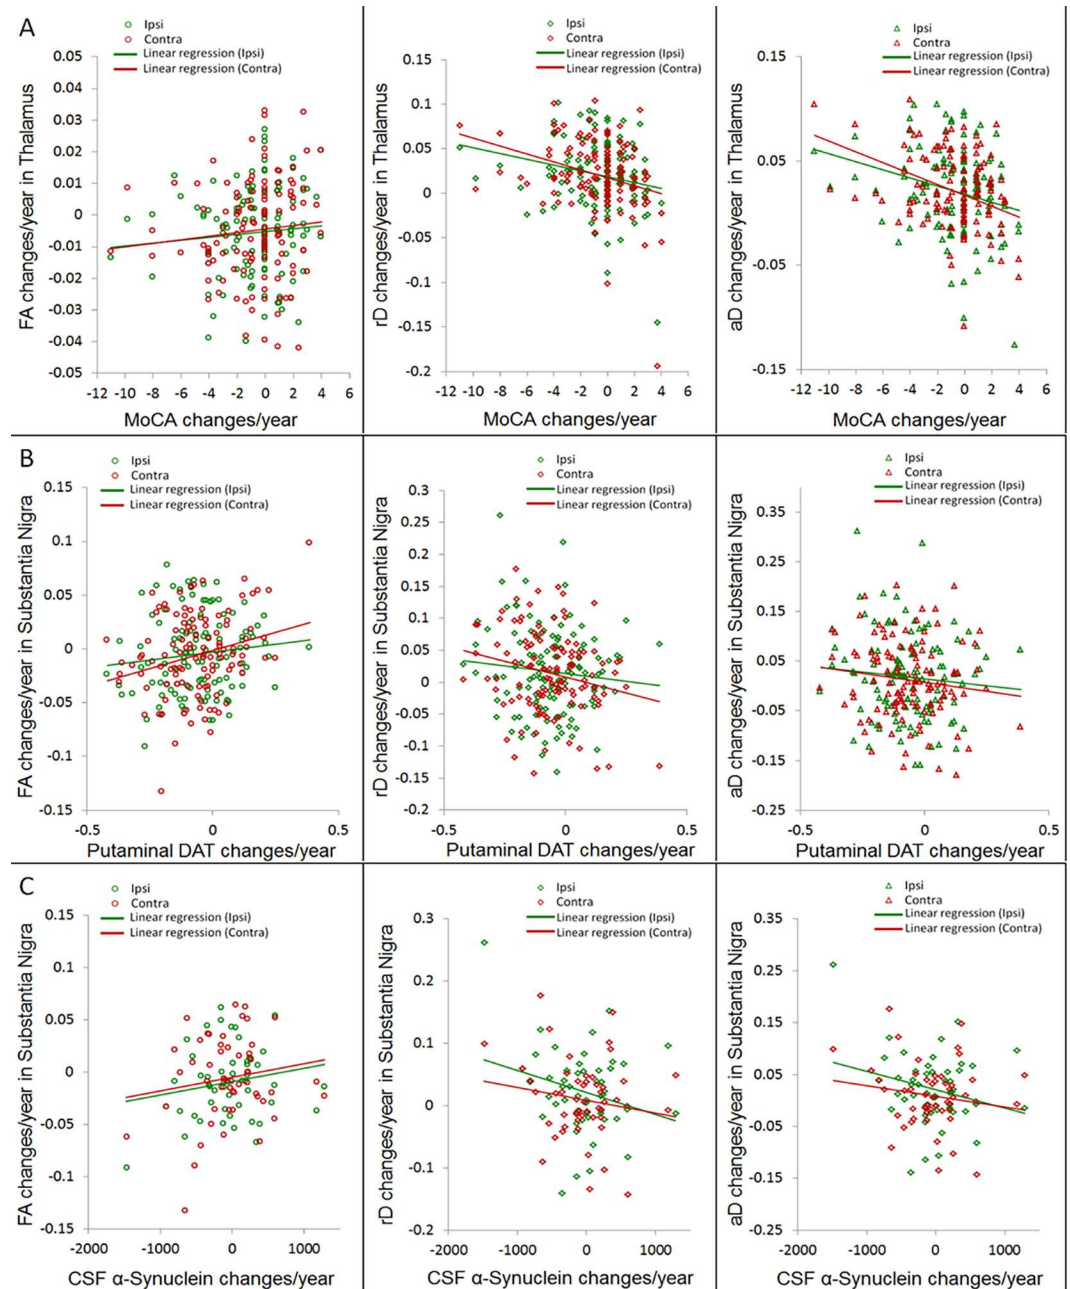 A
Ipsi
Contra
Linear regression (Ipsi)
Linear regression (Contra)
FA changes/year in Thalamus
0.05
0.04
0.03
0.02
0.01
0
-0.01
-0.02
-0.03
-0.04
-0.05
-12 -10 -8 -6 -4 -2 0 2 4 6
MoCA changes/year
Ipsi
Contra
Linear regression (Ipsi)
Linear regression (Contra)
rD changes/year in Thalamus
0.15
0.1
0.05
0
-0.05
-0.1
-0.15
-0.2
-12 -10 -8 -6 -4 -2 0 2 4 6
MoCA changes/year
Ipsi
Contra
Linear regression (Ipsi)
Linear regression (Contra)
aD changes/year in Thalamus
0.15
0.05
-0.05
-0.15
-12 -10 -8 -6 -4 -2 0 2 4 6
MoCA changes/year
B
Ipsi
Contra
Linear regression (Ipsi)
Linear regression (Contra)
FA changes/year in Substantia Nigra
0.15
0.1
0.05
0
-0.05
-0.1
-0.15
-0.5 0 0.5
Putaminal DAT changes/year
Ipsi
Contra
Linear regression (Ipsi)
Linear regression (Contra)
rD changes/year in Substantia Nigra
0.3
0.25
0.2
0.15
0.1
0.05
0
-0.05
-0.1
-0.15
-0.2
-0.5 0 0.5
Putaminal DAT changes/year
Ipsi
Contra
Linear regression (Ipsi)
Linear regression (Contra)
aD changes/year in Substantia Nigra
0.35
0.25
0.15
0.05
-0.05
-0.15
-0.25
-0.5 0 0.5
Putaminal DAT changes/year
C
Ipsi
Contra
Linear regression (Ipsi)
Linear regression (Contra)
FA changes/year in Substantia Nigra
0.15
0.1
0.05
0
-0.05
-0.1
-0.15
-2000 -1000 0 1000
CSF α-Synuclein changes/year
Ipsi
Contra
Linear regression (Ipsi)
Linear regression (Contra)
rD changes/year in Substantia Nigra
0.3
0.2
0.1
0
-0.1
-0.2
-2000 -1000 0 1000
CSF α-Synuclein changes/year
Ipsi
Contra
Linear regression (Ipsi)
Linear regression (Contra)
aD changes/year in Substantia Nigra
0.35
0.25
0.15
0.05
-0.05
-0.15
-0.25
-2000 -1000 0 1000
CSF α-Synuclein changes/year